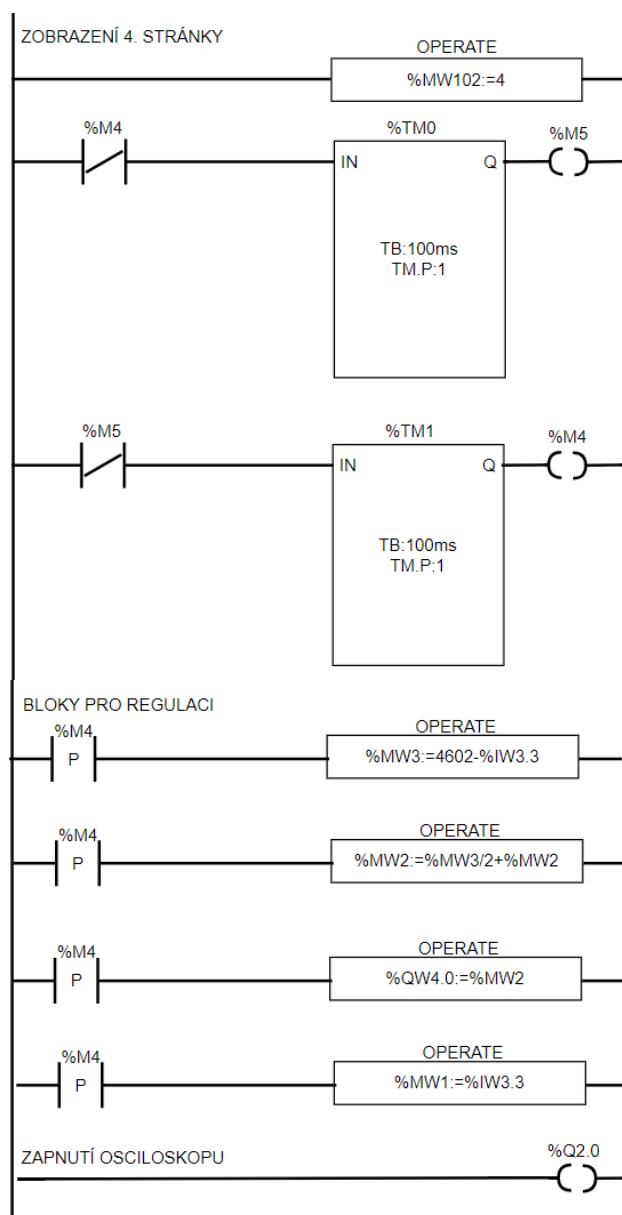 ZOBRAZENÍ 4. STRÁNKY
OPERATE
%MW102:=4
%M4
%TM0
%M5
IN
Q
TB:100ms
TM.P:1
%M5
%TM1
%M4
IN
Q
TB:100ms
TM.P:1
BLOKY PRO REGULACI
%M4
P
OPERATE
%MW3:=4602-%IW3.3
%M4
P
OPERATE
%MW2:=%MW3/2+%MW2
%M4
P
OPERATE
%QW4.0:=%MW2
%M4
P
OPERATE
%MW1:=%IW3.3
ZAPNUTÍ OSCILOSKOPU
%Q2.0